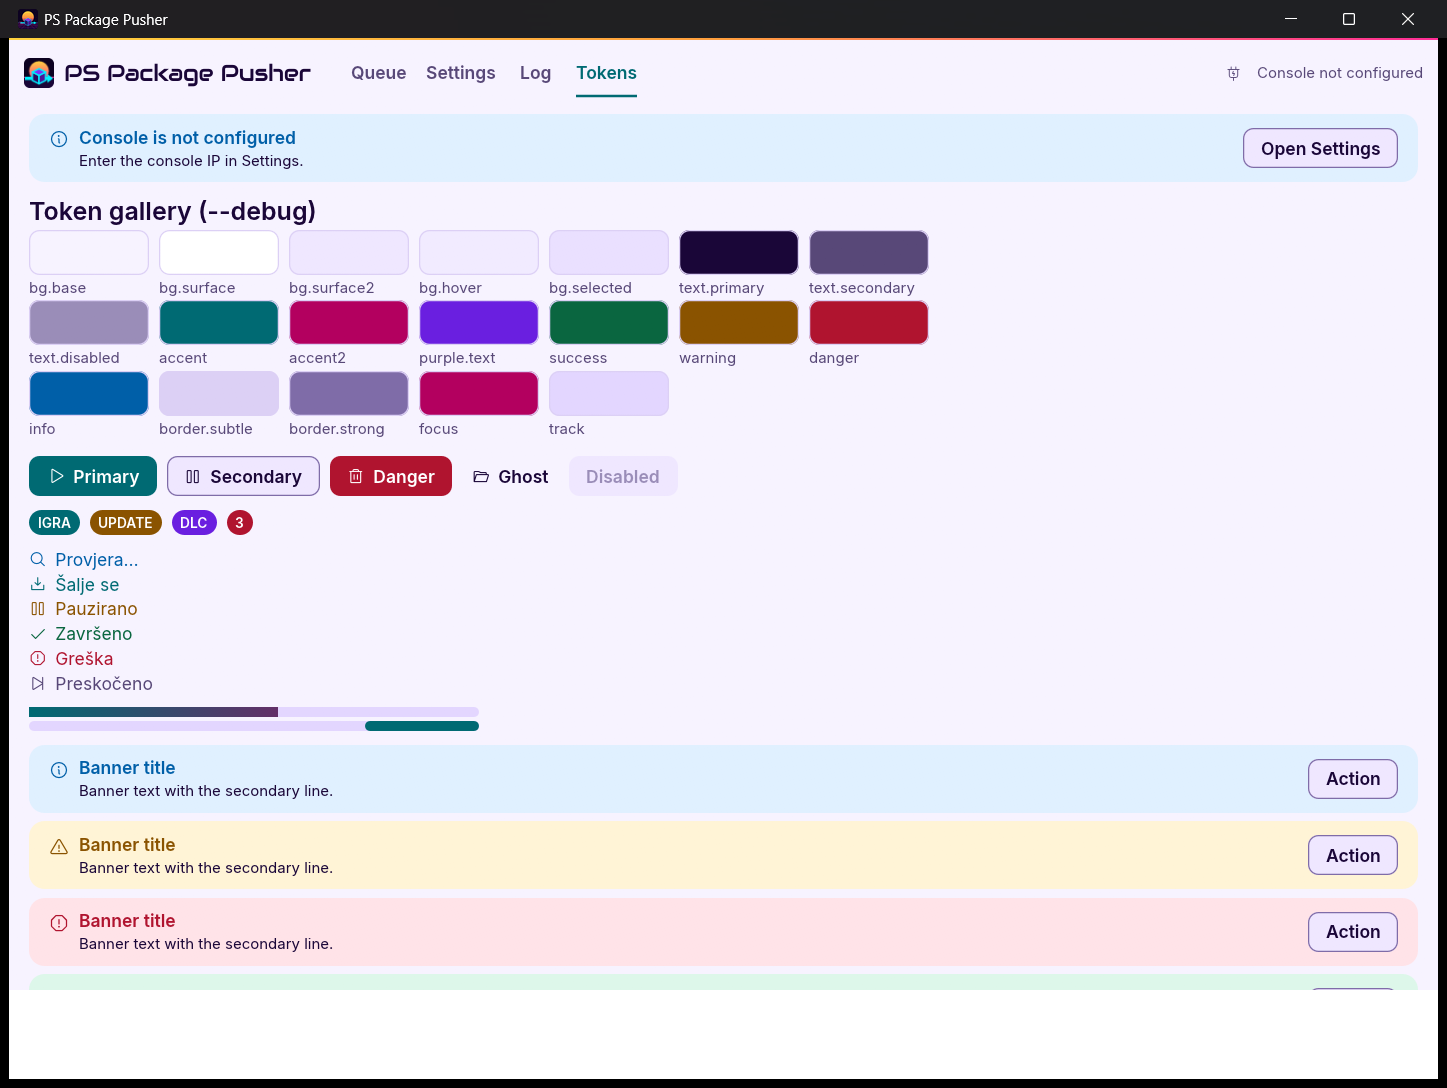 PS Package Pusher
PS Package Pusher
Queue
Settings
Log
Tokens
Console not configured
Console is not configured
Enter the console IP in Settings.
Open Settings
Token gallery (--debug)
bg.base
bg.surface
bg.surface2
bg.hover
bg.selected
text.primary
text.secondary
text.disabled
accent
accent2
purple.text
success
warning
danger
info
border.subtle
border.strong
focus
track
Primary
Secondary
Danger
Ghost
Disabled
IGRA
UPDATE
DLC
3
Provjera...
Šalje se
Pauzirano
Završeno
Greška
Preskočeno
Banner title
Banner text with the secondary line.
Action
Banner title
Banner text with the secondary line.
Action
Banner title
Banner text with the secondary line.
Action